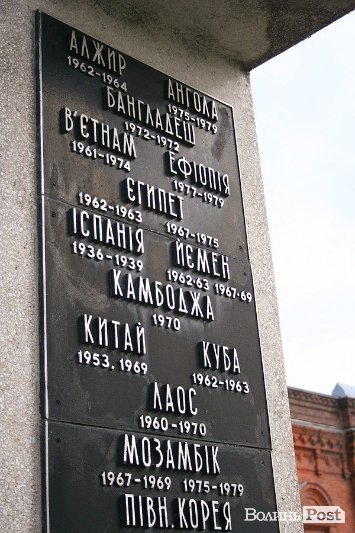 АЛЖИР
1962-1964
АНГОЛА
1975-1979
БАНГЛАДЕШ
1972-1972
В'ЄТНАМ
1961-1974
ЕФІОПІЯ
1977-1979
ЄГИПЕТ
1962-1963
1967-1975
ІСПАНІЯ
1936-1939
ЙЄМЕН
1962-63 1967-69
КАМБОДЖА
1970
КИТАЙ
1953. 1969
КУБА
1962-1963
ЛАОС
1960-1970
МОЗАМБІК
1967-1969 1975-1979
ПІВН. КОРЕЯ
ВолиньPost